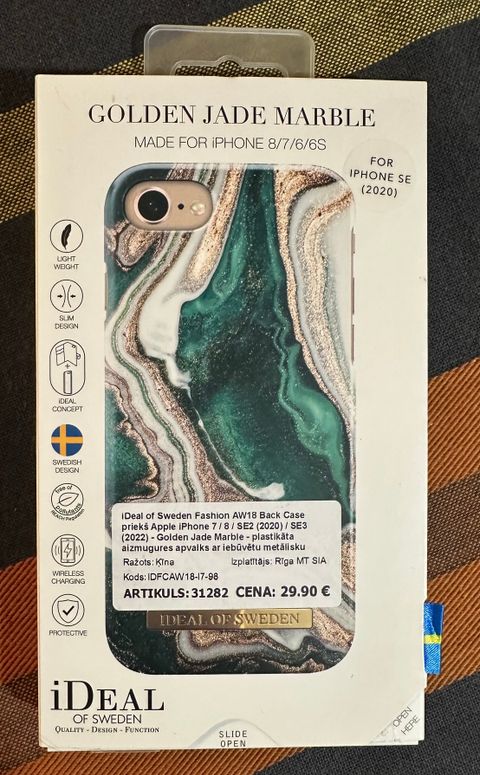 GOLDEN JADE MARBLE
MADE FOR iPHONE 8/7/6/6S
FOR
IPHONE SE
(2020)
LIGHT
WEIGHT
SLIM
DESIGN
+
iDEAL
CONCEPT
SWEDISH
DESIGN
WIRELESS
CHARGING
PROTECTIVE
iDeal of Sweden Fashion AW18 Back Case
priekš Apple iPhone 7 / 8 / SE2 (2020) / SE3
(2022) - Golden Jade Marble - plastikāta
aizmugures apvalks ar iebūvētu metālisku
Ražots: Ķīna Izplatītājs: Rīga MT SIA
Kods: IDFCAW18-I7-98
ARTIKULS: 31282 CENA: 29.90 €
IDEAL OF SWEDEN
iDEAL
OF SWEDEN
QUALITY - DESIGN - FUNCTION
SLIDE
OPEN
OPEN
HERE